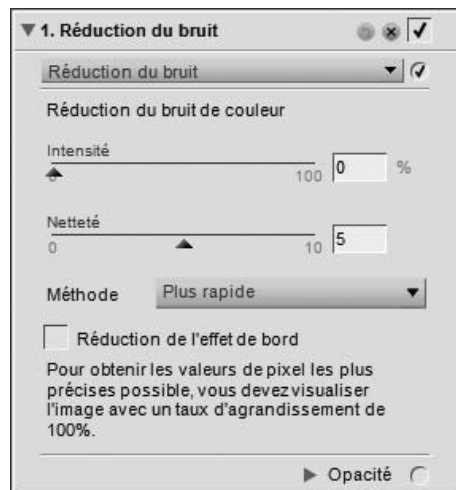 1. Réduction du bruit
Réduction du bruit
Réduction du bruit de couleur
Intensité
0 100 0 %
Netteté
0 10 5
Méthode Plus rapide
Réduction de l'effet de bord
Pour obtenir les valeurs de pixel les plus
précises possible, vous devez visualiser
l'image avec un taux d'agrandissement de
100%.
Opacité